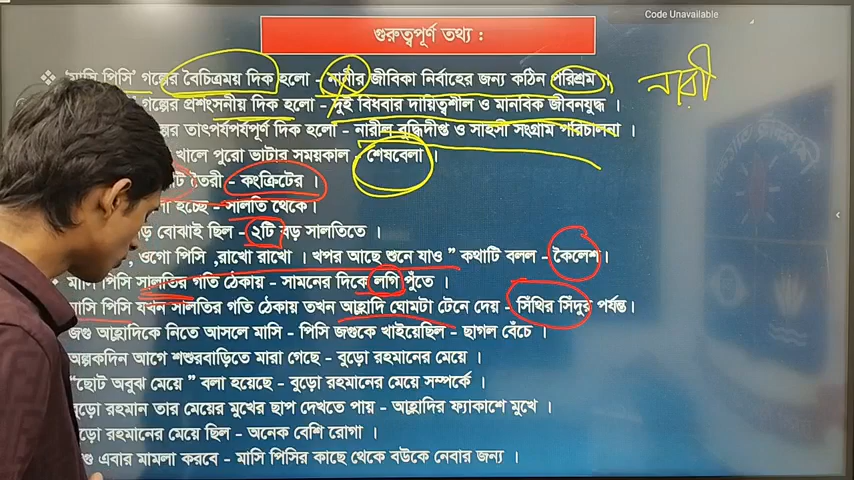 Code Unavailable
গুরুত্বপূর্ণ তথ্য :
নারী
'মাসি পিসি' গল্পের বৈচিত্রময় দিক হলো - নারীর জীবিকা নির্বাহের জন্য কঠিন পরিশ্রম ।
গল্পের প্রশংসনীয় দিক হলো - দুই বিধবার দায়িত্বশীল ও মানবিক জীবনযুদ্ধ ।
তাৎপর্যপর্যপূর্ণ দিক হলো - নারীল বুদ্ধিদীপ্ত ও সাহসী সংগ্রাম পরিচালনা ।
খালে পুরো ভাটার সময়কাল - শেষবেলা ।
তৈরী - কংক্রিটের ।
হচ্ছে - সালতি থেকে।
বোঝাই ছিল - ২টি বড় সালতিতে ।
ওগো পিসি ,রাখো রাখো । খপর আছে শুনে যাও " কথাটি বলল - কৈলেশ।
মাসি পিসি সালতির গতি ঠেকায় - সামনের দিকে লগি পুঁতে ।
মাসি পিসি যখন সালতির গতি ঠেকায় তখন আহ্লাদি ঘোমটা টেনে দেয় - সিঁথির সিঁদুর পর্যন্ত।
জগু আহ্লাদিকে নিতে আসলে মাসি - পিসি জগুকে খাইয়েছিল - ছাগল বেঁচে ।
অল্পকদিন আগে শশুরবাড়িতে মারা গেছে - বুড়ো রহমানের মেয়ে ।
"ছোট অবুঝ মেয়ে " বলা হয়েছে - বুড়ো রহমানের মেয়ে সম্পর্কে ।
বুড়ো রহমান তার মেয়ের মুখের ছাপ দেখতে পায় - আহ্লাদির ফ্যাকাশে মুখে ।
বুড়ো রহমানের মেয়ে ছিল - অনেক বেশি রোগা ।
জগু এবার মামলা করবে - মাসি পিসির কাছে থেকে বউকে নেবার জন্য ।